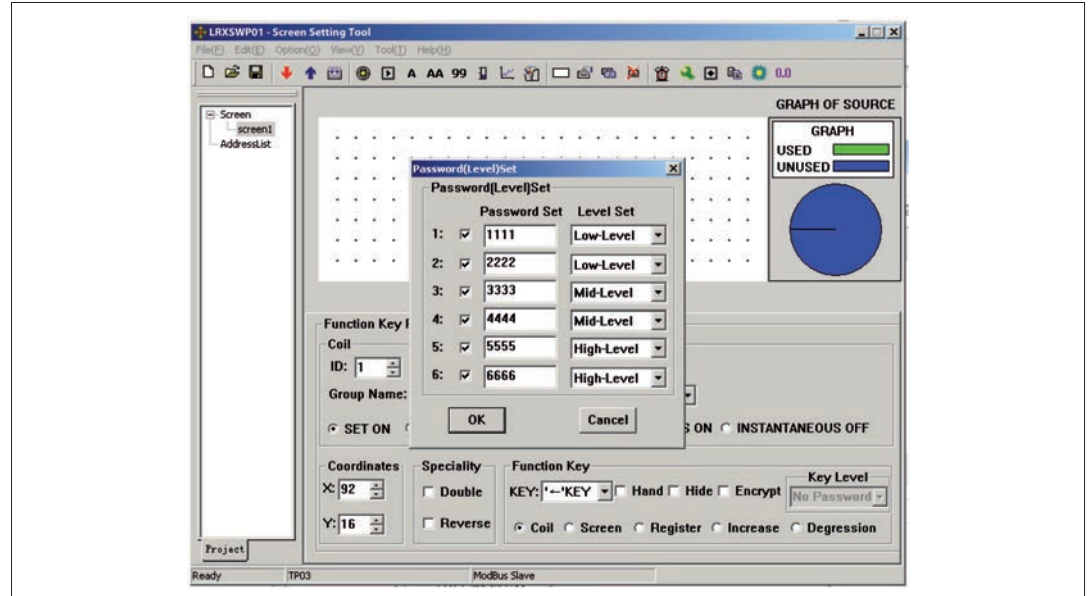 LRXSWP01 - Screen Setting Tool
File(F) Edit(E) Option(O) View(V) Tool(T) Help(H)
A AA 99 0.0
Screen
screen1
AddressList
GRAPH OF SOURCE
GRAPH
USED
UNUSED
Password(Level)Set
Password(Level)Set
Password Set Level Set
1: 1111 Low-Level
2: 2222 Low-Level
3: 3333 Mid-Level
4: 4444 Mid-Level
5: 5555 High-Level
6: 6666 High-Level
OK Cancel
Function Key
Coil
ID: 1
Group Name:
SET ON S ON INSTANTANEOUS OFF
Coordinates
X: 92
Y: 16
Speciality
Double
Reverse
Function Key
KEY: '←'KEY Hand Hide Encrypt
Key Level
No Password
Coil Screen Register Increase Degression
Project
Ready TP03 ModBus Slave